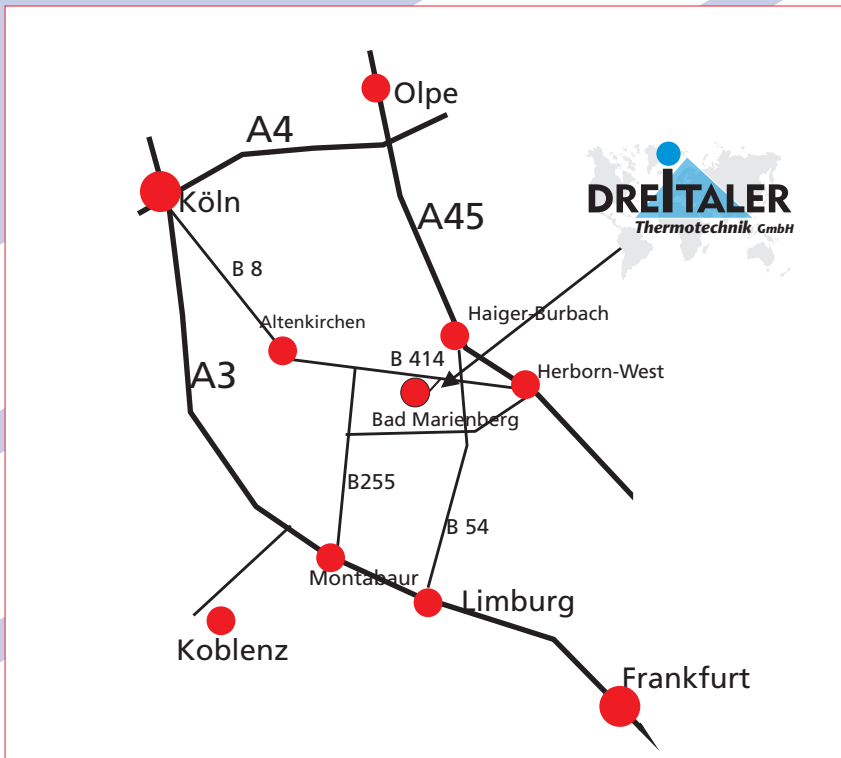 Olpe
A4
DREITALER
Thermotechnik GmbH
Köln
A45
B 8
Haiger-Burbach
Altenkirchen
B 414
A3
Herborn-West
Bad Marienberg
B255
B 54
Montabaur
Limburg
Koblenz
Frankfurt